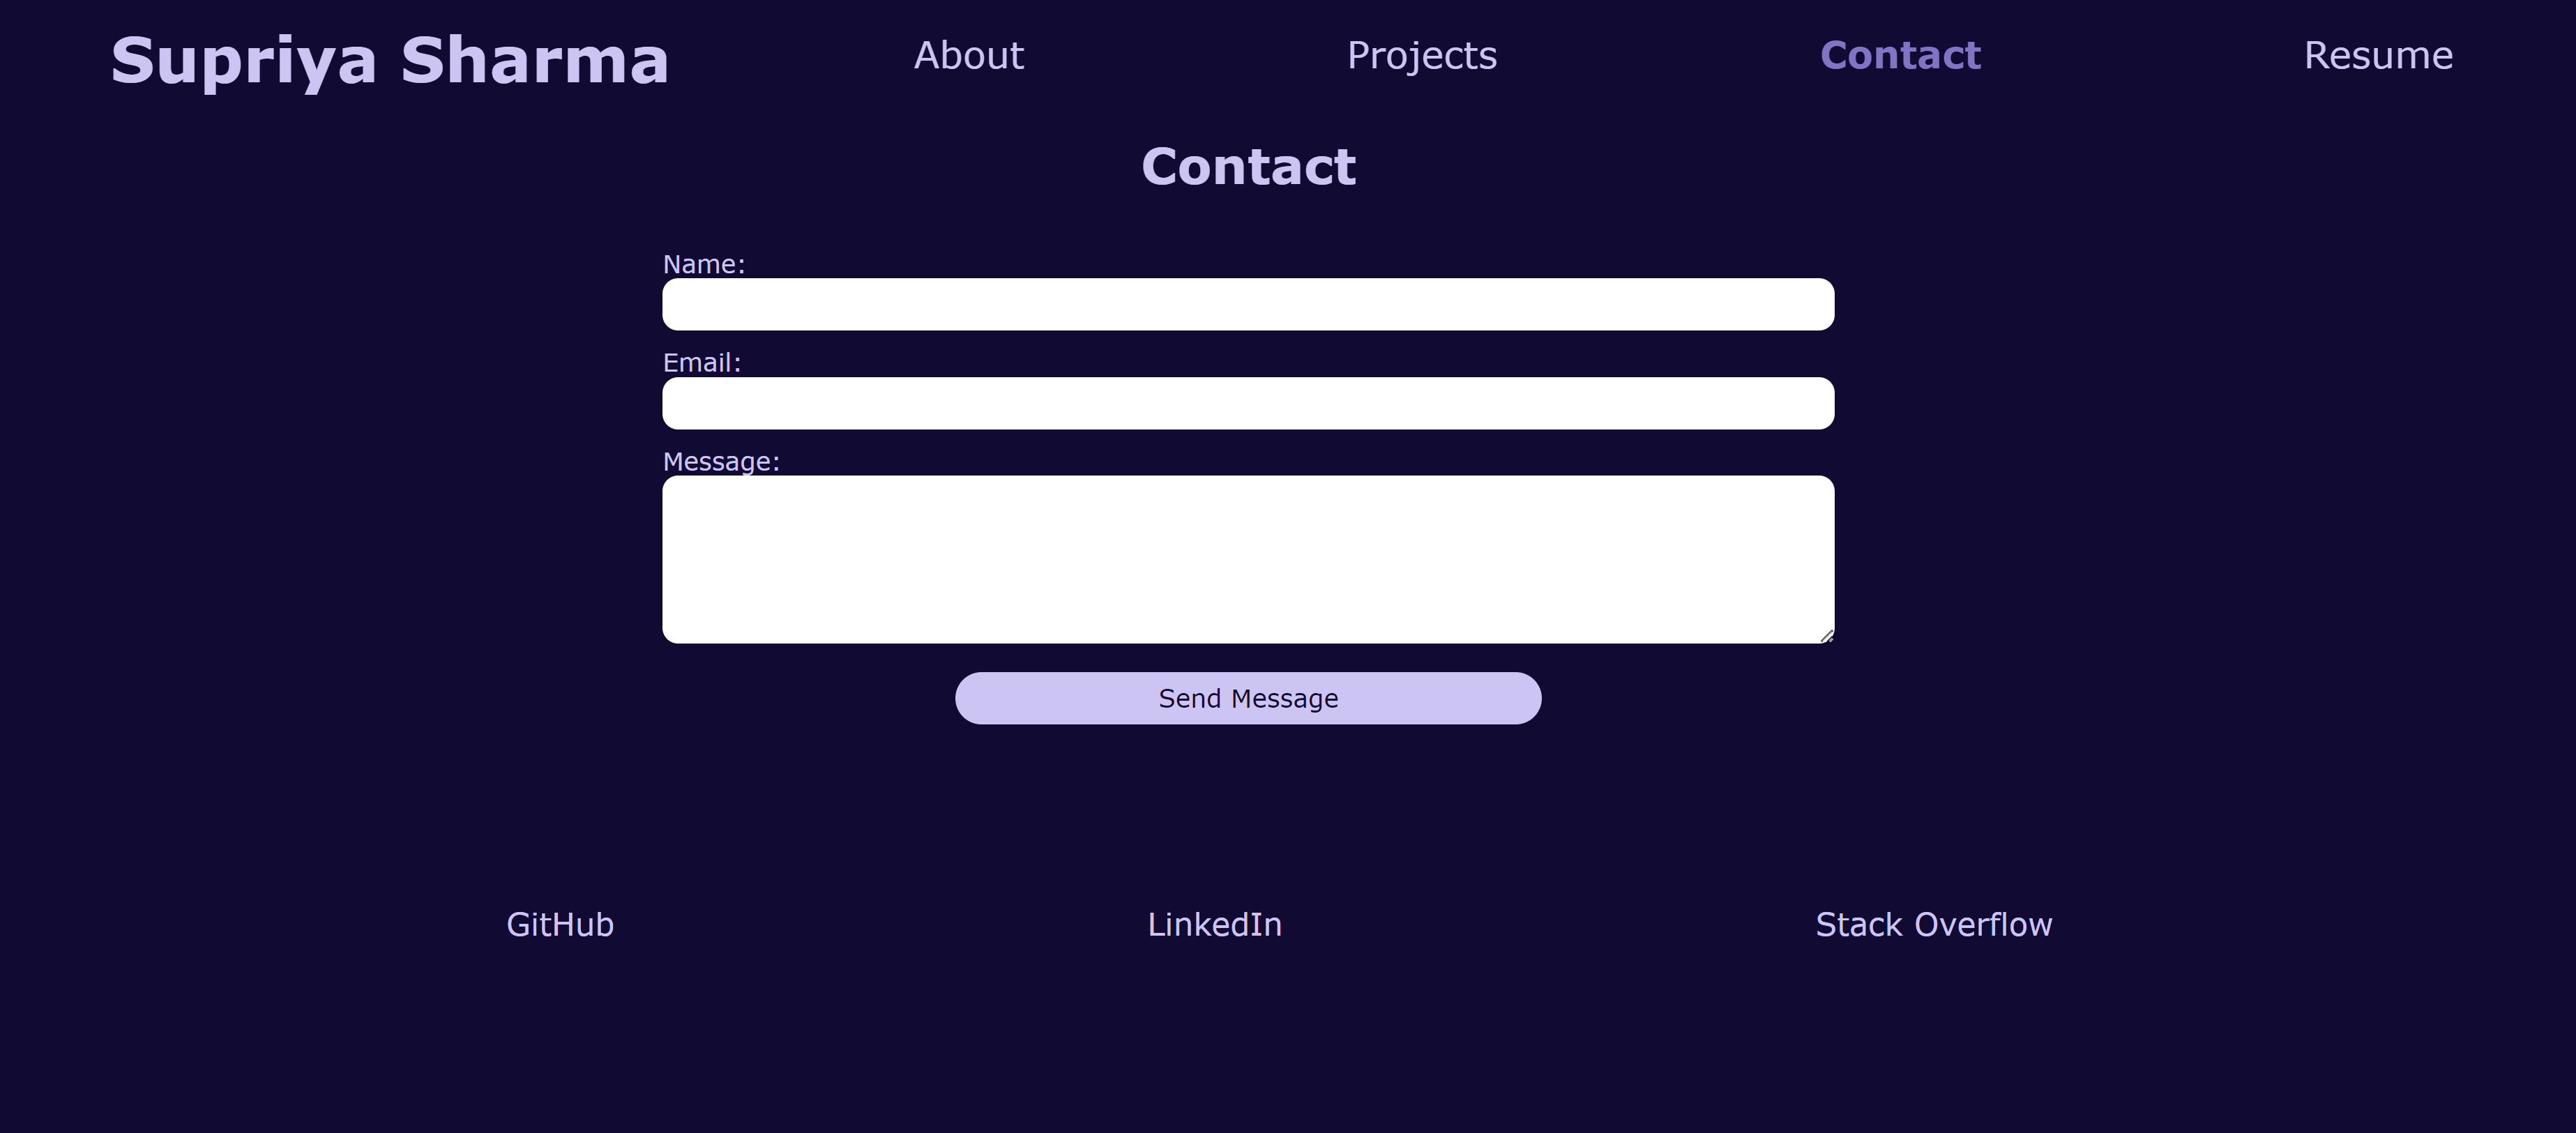 Supriya Sharma About Projects Contact Resume
Contact
Name:
Email:
Message:
Send Message
GitHub LinkedIn Stack Overflow